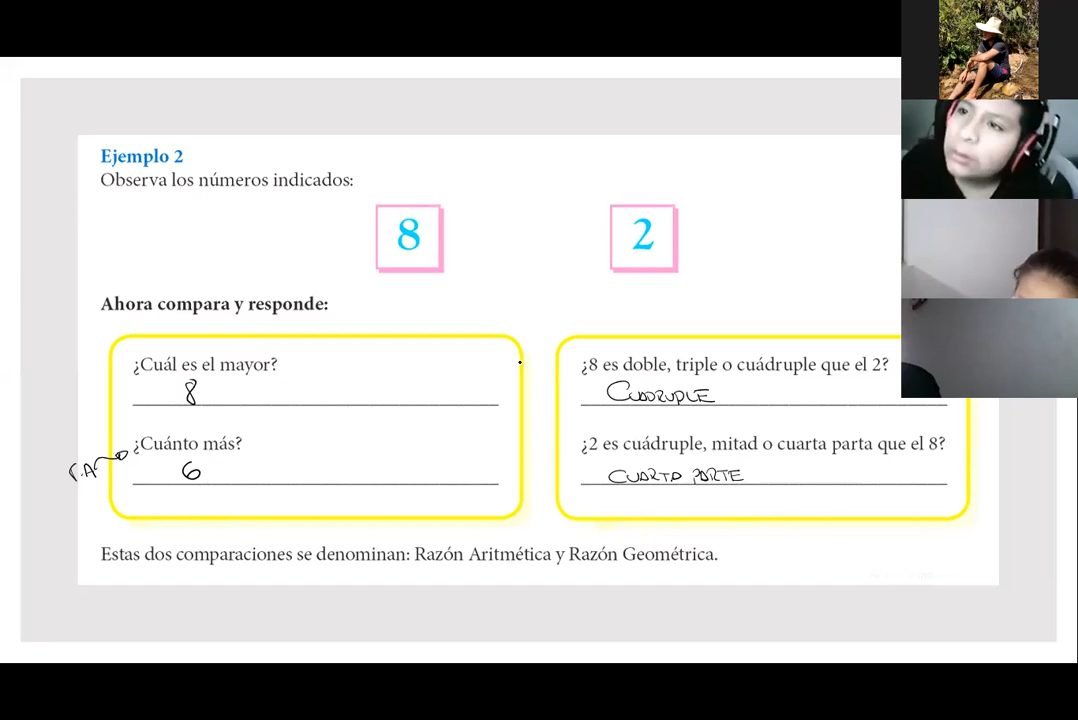 Ejemplo 2
Observa los números indicados:
8 2
Ahora compara y responde:
¿Cuál es el mayor?
8
¿Cuánto más?
r.A
6
¿8 es doble, triple o cuádruple que el 2?
CUADRUPLE
¿2 es cuádruple, mitad o cuarta parta que el 8?
CUARTA PARTE
Estas dos comparaciones se denominan: Razón Aritmética y Razón Geométrica.